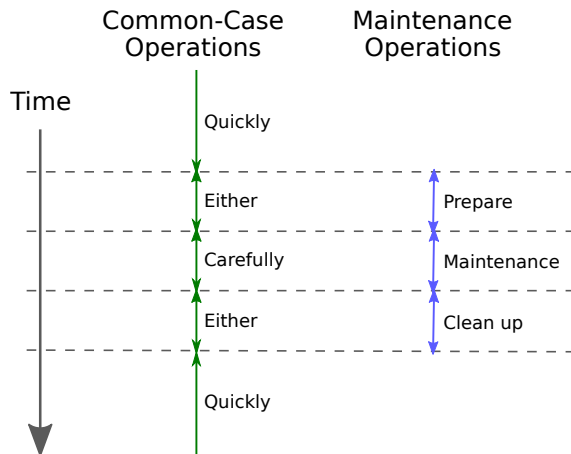 Common-Case
Operations
Maintenance
Operations
Time
Quickly
Either
Prepare
Carefully
Maintenance
Either
Clean up
Quickly